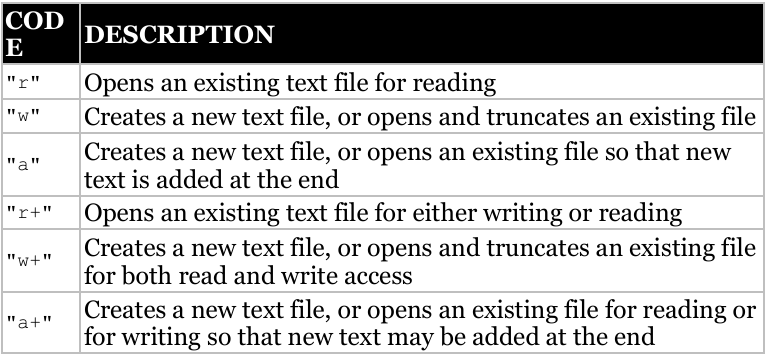 COD
E
DESCRIPTION
"r" Opens an existing text file for reading
"w" Creates a new text file, or opens and truncates an existing file
"a" Creates a new text file, or opens an existing file so that new
text is added at the end
"r+" Opens an existing text file for either writing or reading
"w+" Creates a new text file, or opens and truncates an existing file
for both read and write access
"a+" Creates a new text file, or opens an existing file for reading or
for writing so that new text may be added at the end